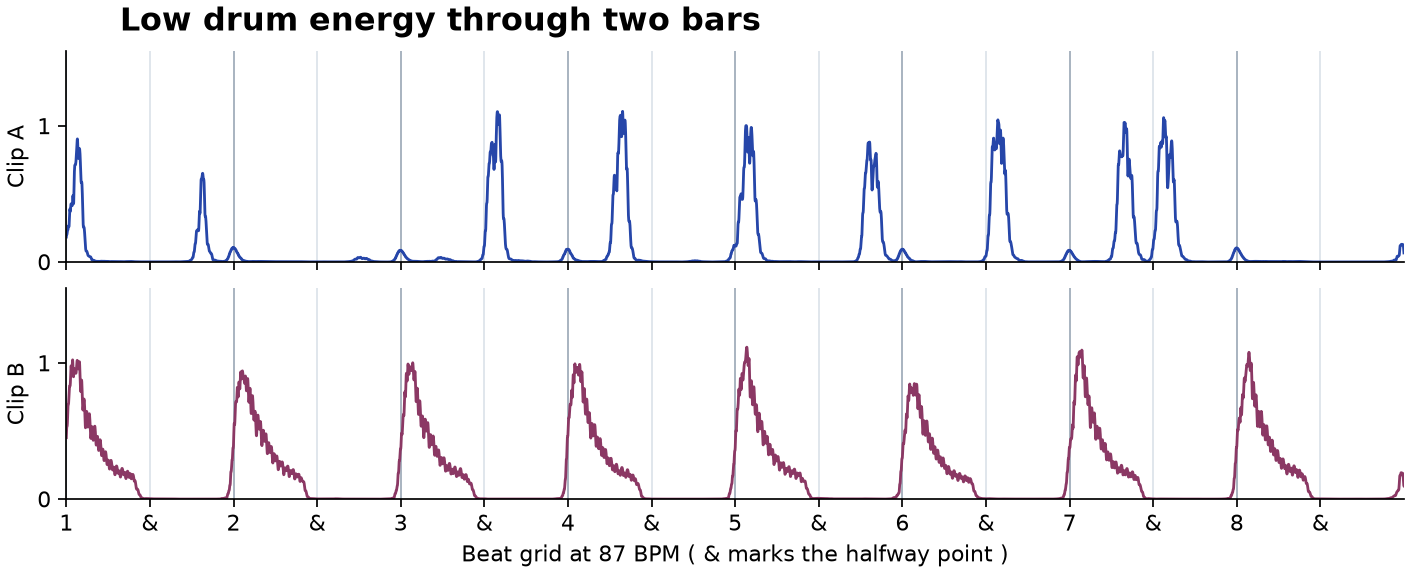 Low drum energy through two bars
Clip A
1
0
Clip B
1
0
1 & 2 & 3 & 4 & 5 & 6 & 7 & 8 &
Beat grid at 87 BPM ( & marks the halfway point )